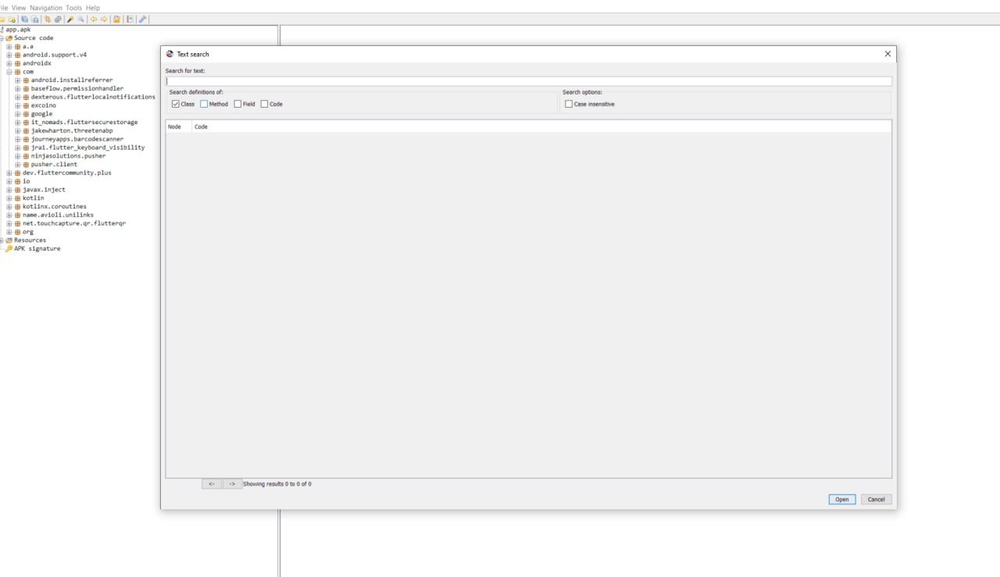 File View Navigation Tools Help
app.apk
Source code
a.a
android.support.v4
androidx
com
android.installreferrer
baseflow.permissionhandler
dexterous.flutterlocalnotifications
excoino
google
it_nomads.fluttersecurestorage
jakewharton.threetenabp
journeyapps.barcodescanner
jrai.flutter_keyboard_visibility
ninjasolutions.pusher
pusher.client
dev.fluttercommunity.plus
io
javax.inject
kotlin
kotlinx.coroutines
name.avioli.unilinks
net.touchcapture.qr.flutterqr
org
Resources
APK signature
Text search
Search for text:
Search definitions of:
Class Method Field Code
Search options:
Case insensitive
Node Code
<- -> Showing results 0 to 0 of 0
Open Cancel